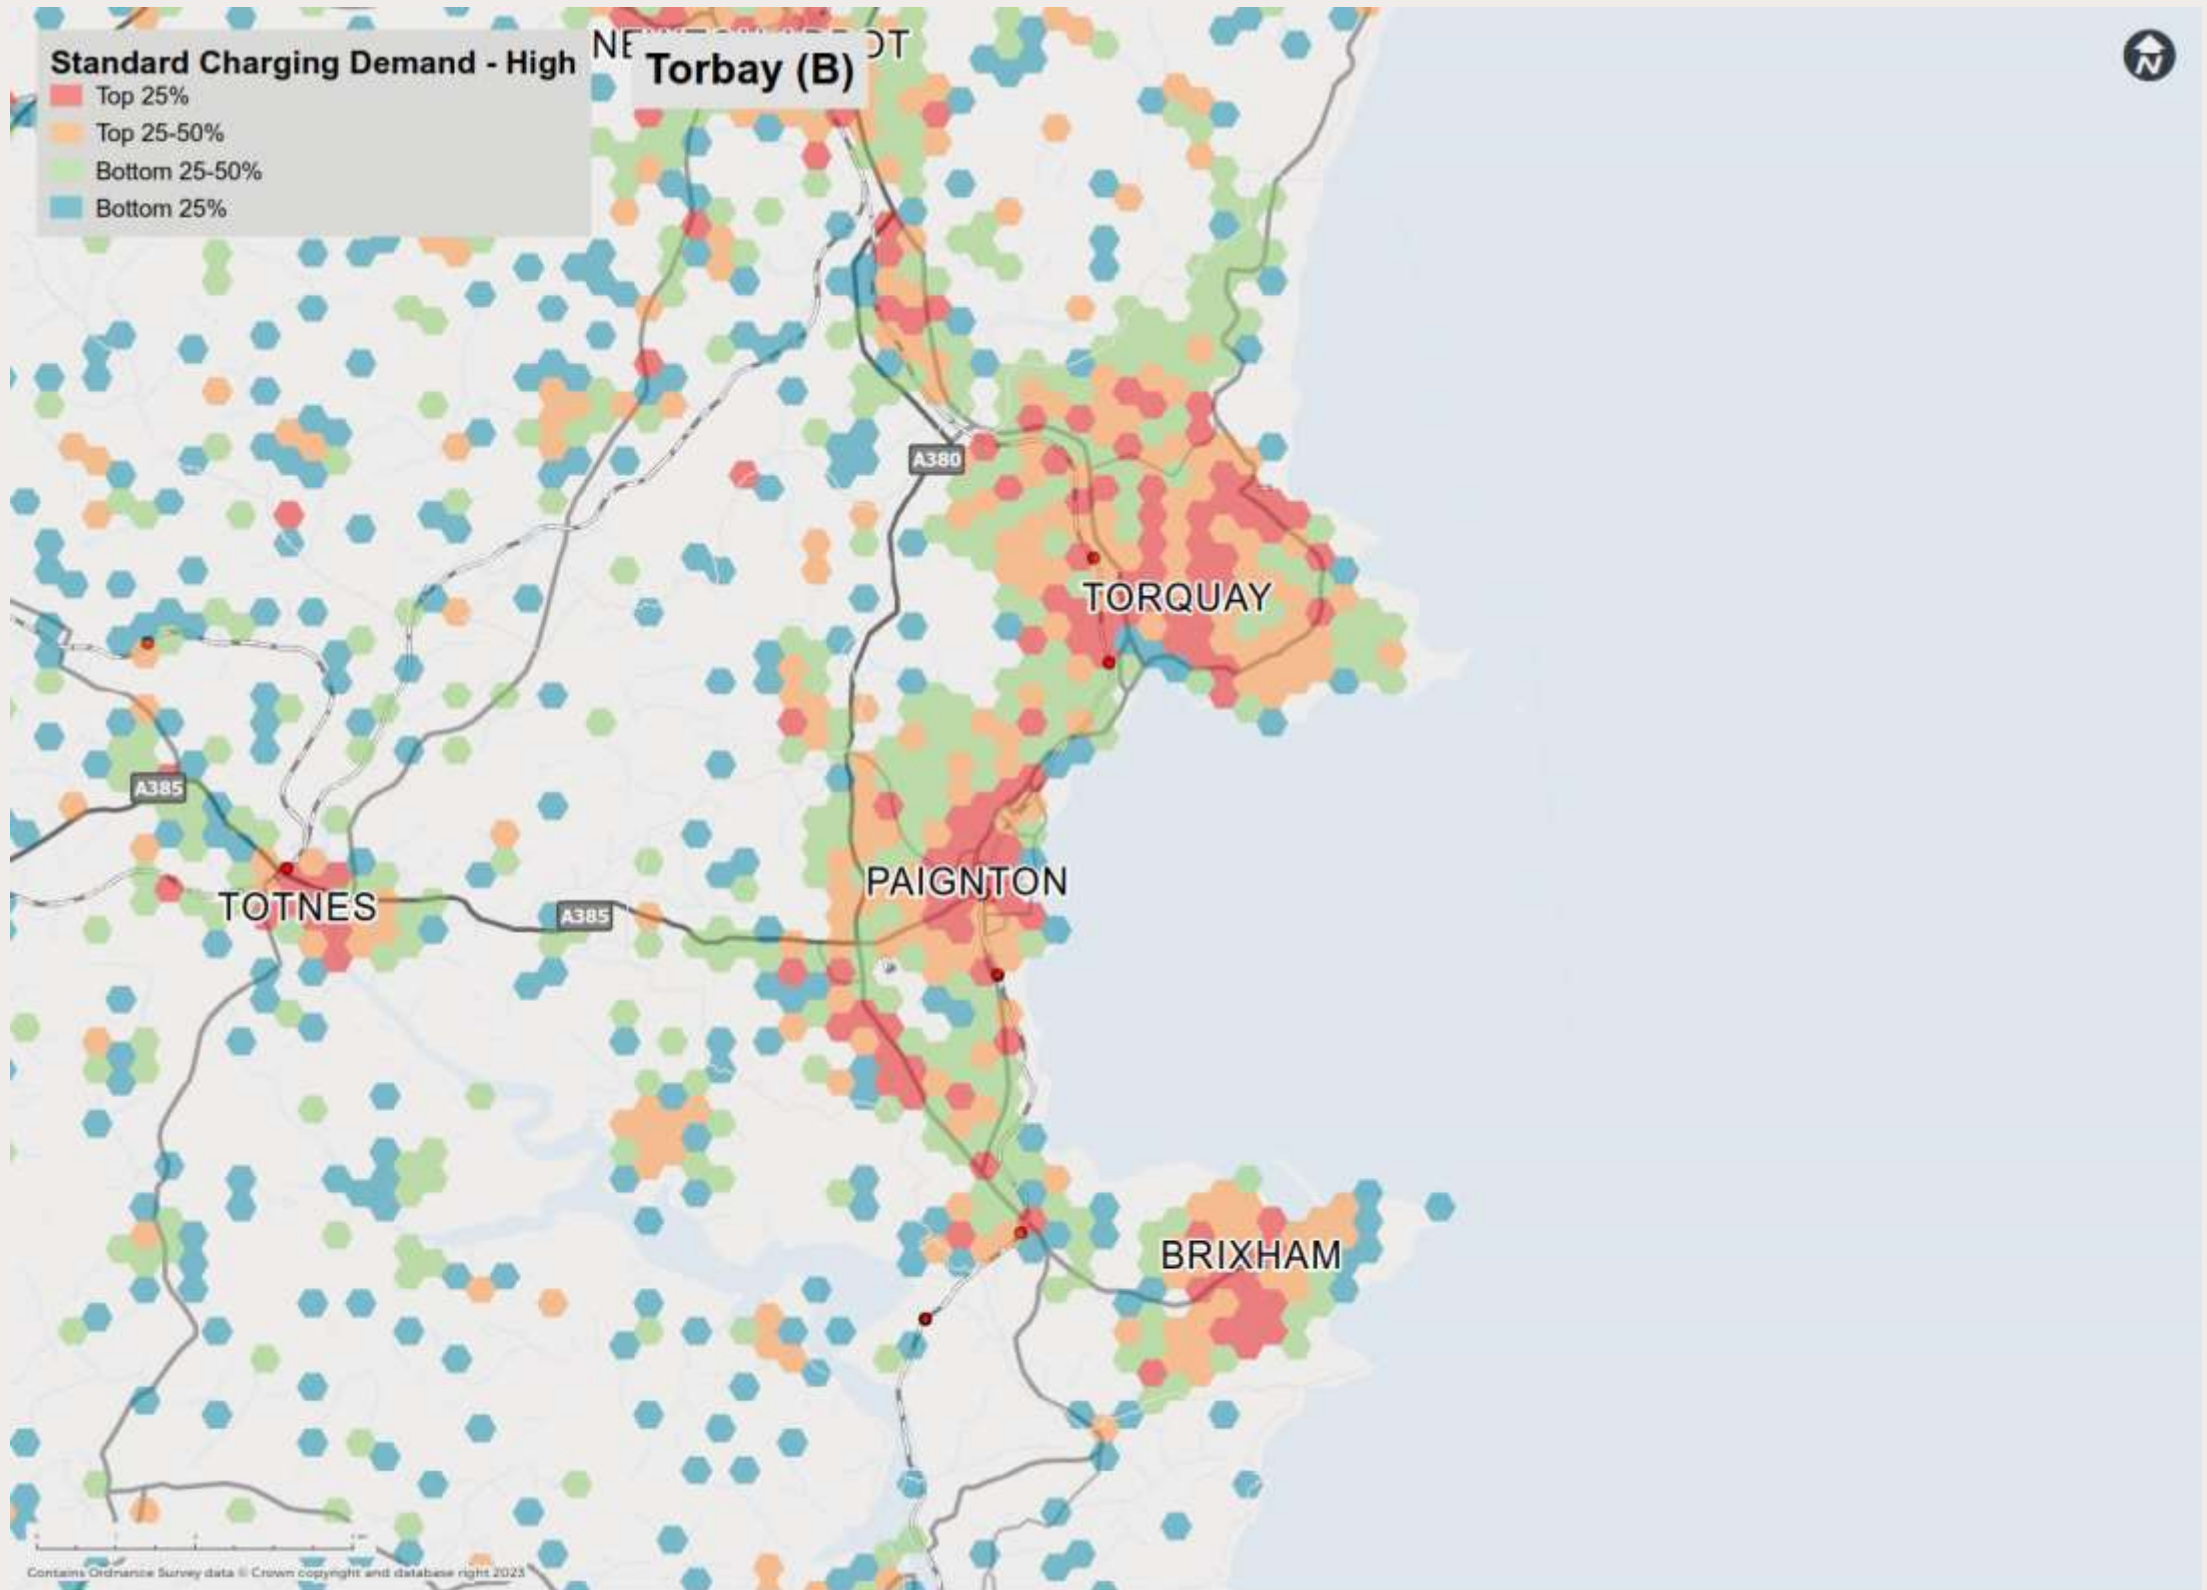 Standard Charging Demand - High
Top 25%
Top 25-50%
Bottom 25-50%
Bottom 25%
Torbay (B)
N
A380
TORQUAY
A385
PAIGNTON
TOTNES
A385
BRIXHAM
Contains Ordnance Survey data © Crown copyright and database right 2023